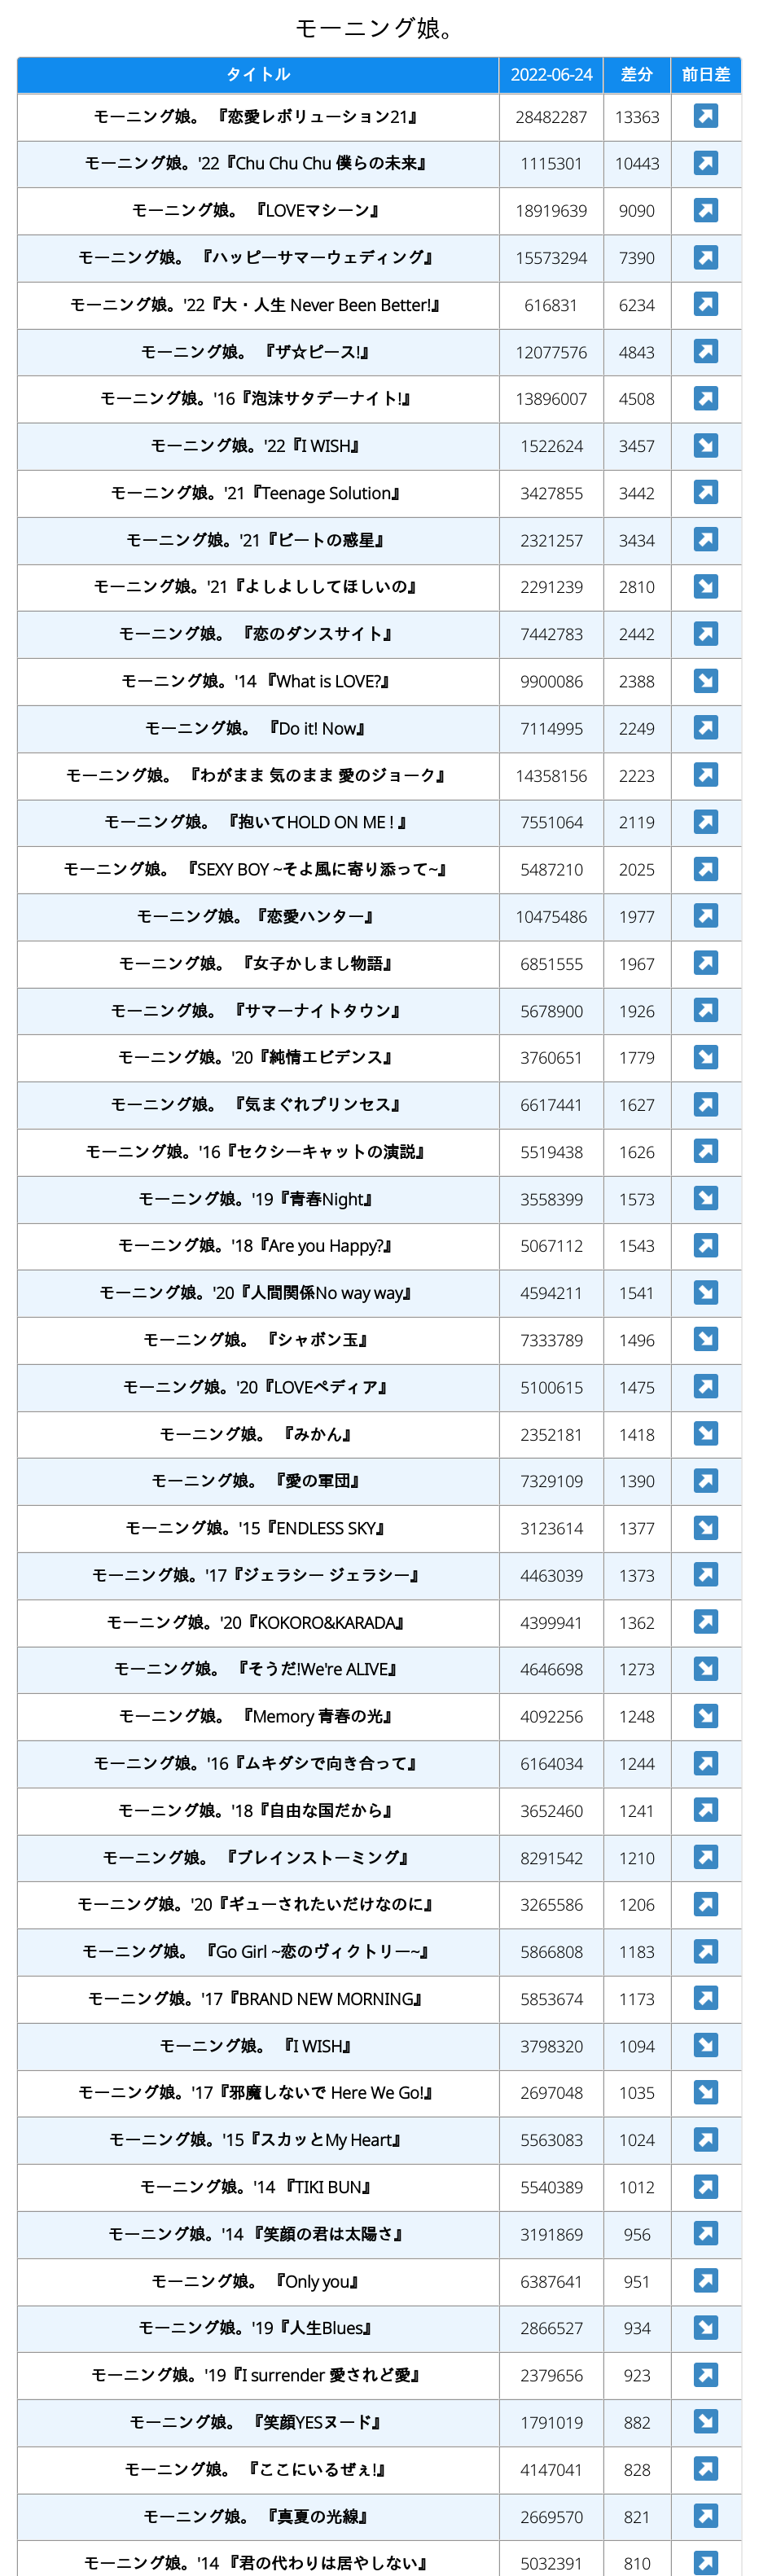 モーニング娘。
タイトル 2022-06-24 差分 前日差
モーニング娘。 『恋愛レボリューション21』 28482287 13363 ↗
モーニング娘。'22『Chu Chu Chu 僕らの未来』 1115301 10443 ↗
モーニング娘。 『LOVEマシーン』 18919639 9090 ↗
モーニング娘。 『ハッピーサマーウェディング』 15573294 7390 ↗
モーニング娘。'22『大・人生 Never Been Better!』 616831 6234 ↗
モーニング娘。 『ザ☆ピース!』 12077576 4843 ↗
モーニング娘。'16『泡沫サタデーナイト!』 13896007 4508 ↗
モーニング娘。'22『I WISH』 1522624 3457 ↘
モーニング娘。'21『Teenage Solution』 3427855 3442 ↗
モーニング娘。'21『ビートの惑星』 2321257 3434 ↗
モーニング娘。'21『よしよししてほしいの』 2291239 2810 ↘
モーニング娘。 『恋のダンスサイト』 7442783 2442 ↗
モーニング娘。'14 『What is LOVE?』 9900086 2388 ↘
モーニング娘。 『Do it! Now』 7114995 2249 ↗
モーニング娘。 『わがまま 気のまま 愛のジョーク』 14358156 2223 ↗
モーニング娘。 『抱いてHOLD ON ME ! 』 7551064 2119 ↗
モーニング娘。 『SEXY BOY ~そよ風に寄り添って~』 5487210 2025 ↗
モーニング娘。『恋愛ハンター』 10475486 1977 ↗
モーニング娘。 『女子かしまし物語』 6851555 1967 ↗
モーニング娘。 『サマーナイトタウン』 5678900 1926 ↗
モーニング娘。'20『純情エビデンス』 3760651 1779 ↘
モーニング娘。 『気まぐれプリンセス』 6617441 1627 ↗
モーニング娘。'16『セクシーキャットの演説』 5519438 1626 ↗
モーニング娘。'19『青春Night』 3558399 1573 ↘
モーニング娘。'18『Are you Happy?』 5067112 1543 ↗
モーニング娘。'20『人間関係No way way』 4594211 1541 ↘
モーニング娘。 『シャボン玉』 7333789 1496 ↘
モーニング娘。'20『LOVEペディア』 5100615 1475 ↗
モーニング娘。 『みかん』 2352181 1418 ↘
モーニング娘。 『愛の軍団』 7329109 1390 ↗
モーニング娘。'15『ENDLESS SKY』 3123614 1377 ↘
モーニング娘。'17『ジェラシー ジェラシー』 4463039 1373 ↗
モーニング娘。'20『KOKORO&KARADA』 4399941 1362 ↗
モーニング娘。 『そうだ!We're ALIVE』 4646698 1273 ↘
モーニング娘。 『Memory 青春の光』 4092256 1248 ↘
モーニング娘。'16『ムキダシで向き合って』 6164034 1244 ↗
モーニング娘。'18『自由な国だから』 3652460 1241 ↗
モーニング娘。 『ブレインストーミング』 8291542 1210 ↗
モーニング娘。'20『ギューされたいだけなのに』 3265586 1206 ↗
モーニング娘。 『Go Girl ~恋のヴィクトリー~』 5866808 1183 ↗
モーニング娘。'17『BRAND NEW MORNING』 5853674 1173 ↗
モーニング娘。 『I WISH』 3798320 1094 ↘
モーニング娘。'17『邪魔しないで Here We Go!』 2697048 1035 ↘
モーニング娘。'15『スカッとMy Heart』 5563083 1024 ↗
モーニング娘。'14 『TIKI BUN』 5540389 1012 ↗
モーニング娘。'14 『笑顔の君は太陽さ』 3191869 956 ↗
モーニング娘。 『Only you』 6387641 951 ↗
モーニング娘。'19『人生Blues』 2866527 934 ↘
モーニング娘。'19『I surrender 愛されど愛』 2379656 923 ↗
モーニング娘。 『笑顔YESヌード』 1791019 882 ↘
モーニング娘。 『ここにいるぜぇ!』 4147041 828 ↗
モーニング娘。 『真夏の光線』 2669570 821 ↗
モーニング娘。'14 『君の代わりは居やしない』 5032391 810 ↗